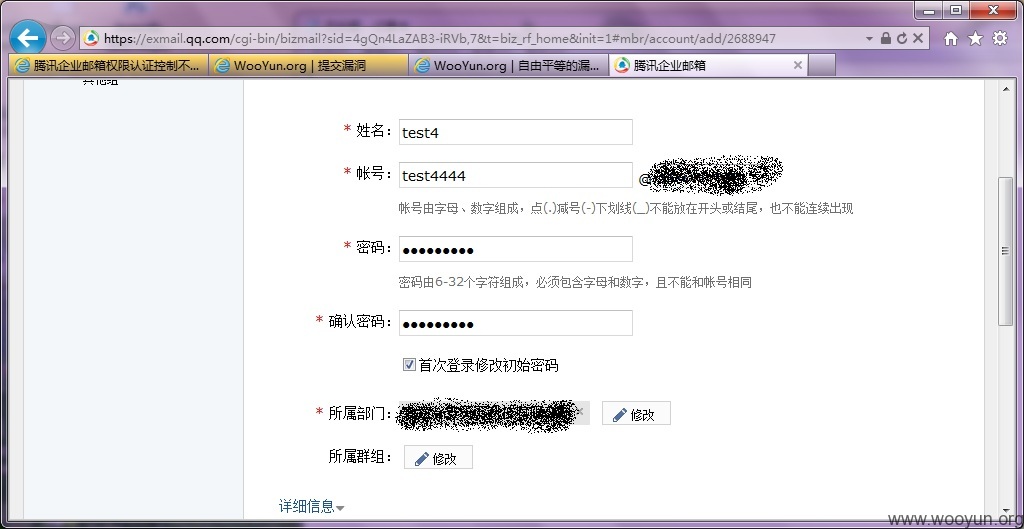 https://exmail.qq.com/cgi-bin/bizmail?sid=4gQn4LaZAB3-iRVb,7&t=biz_rf_home&init=1#mbr/account/add/2688947
腾讯企业邮箱权限认证控制不...
WooYun.org | 提交漏洞
WooYun.org | 自由平等的漏...
腾讯企业邮箱
其他组
* 姓名： test4
* 帐号： test4444 @
帐号由字母、数字组成，点(.)减号(-)下划线(_)不能放在开头或结尾，也不能连续出现
* 密码： ●●●●●●●●●
密码由6-32个字符组成，必须包含字母和数字，且不能和帐号相同
* 确认密码： ●●●●●●●●●
首次登录修改初始密码
* 所属部门： 修改
所属群组： 修改
详细信息
www.wooyun.org